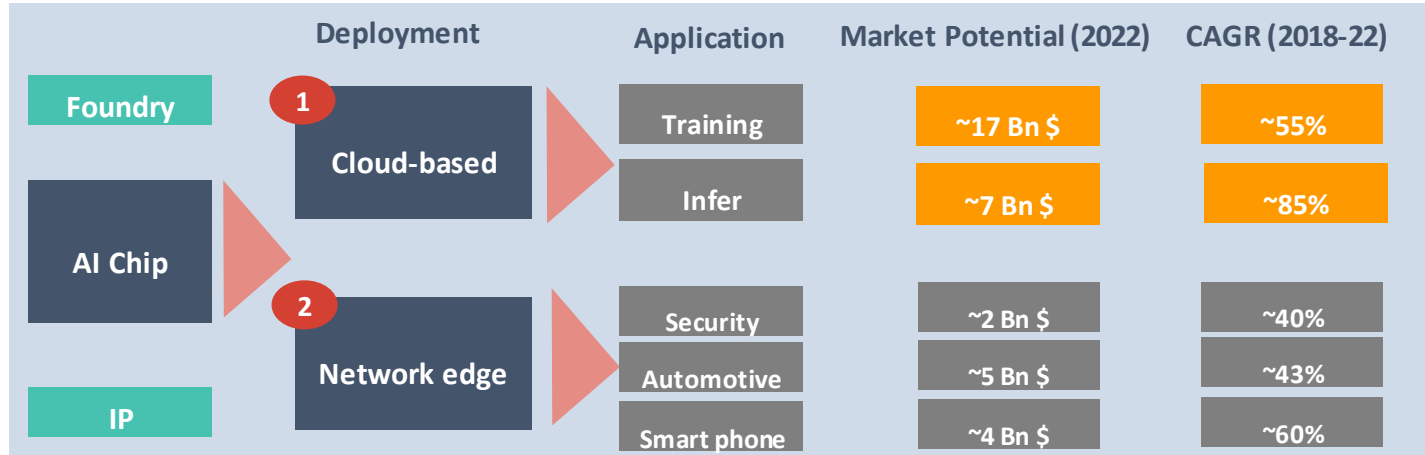 Deployment
Application
Market Potential (2022)
CAGR (2018-22)
Foundry
AI Chip
IP
1
Cloud-based
2
Network edge
Training
~17 Bn $
~55%
Infer
~7 Bn $
~85%
Security
~2 Bn $
~40%
Automotive
~5 Bn $
~43%
Smart phone
~4 Bn $
~60%